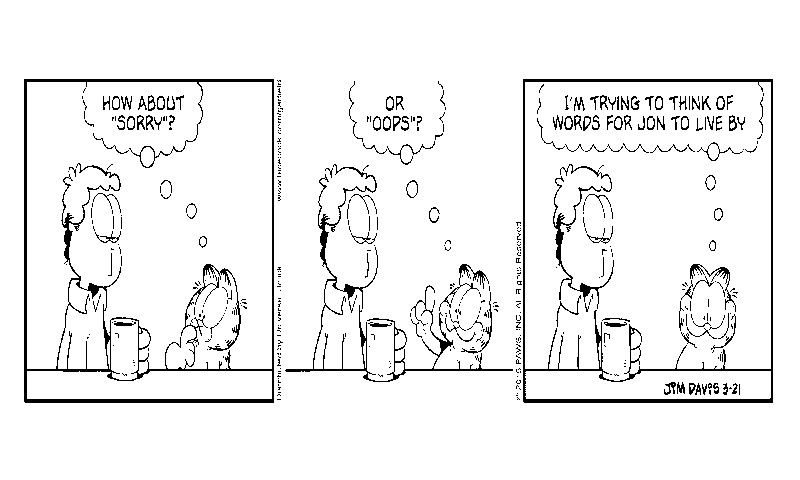 HOW ABOUT
"SORRY"?
OR
"OOPS"?
I'M TRYING TO THINK OF
WORDS FOR JON TO LIVE BY
JIM DAVIS 3-21